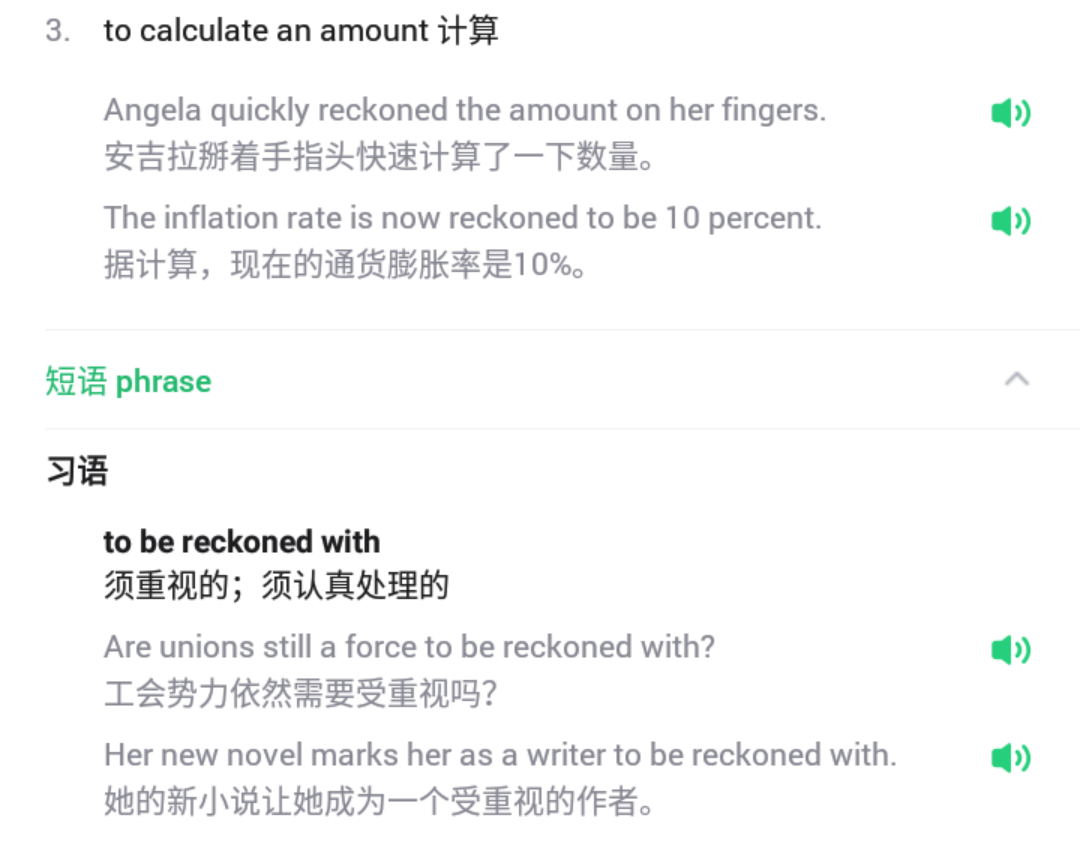 3. to calculate an amount 计算
Angela quickly reckoned the amount on her fingers.
安吉拉掰着手指头快速计算了一下数量。
The inflation rate is now reckoned to be 10 percent.
据计算，现在的通货膨胀率是10%。
短语 phrase
习语
to be reckoned with
须重视的；须认真处理的
Are unions still a force to be reckoned with?
工会势力依然需要受重视吗？
Her new novel marks her as a writer to be reckoned with.
她的新小说让她成为一个受重视的作者。